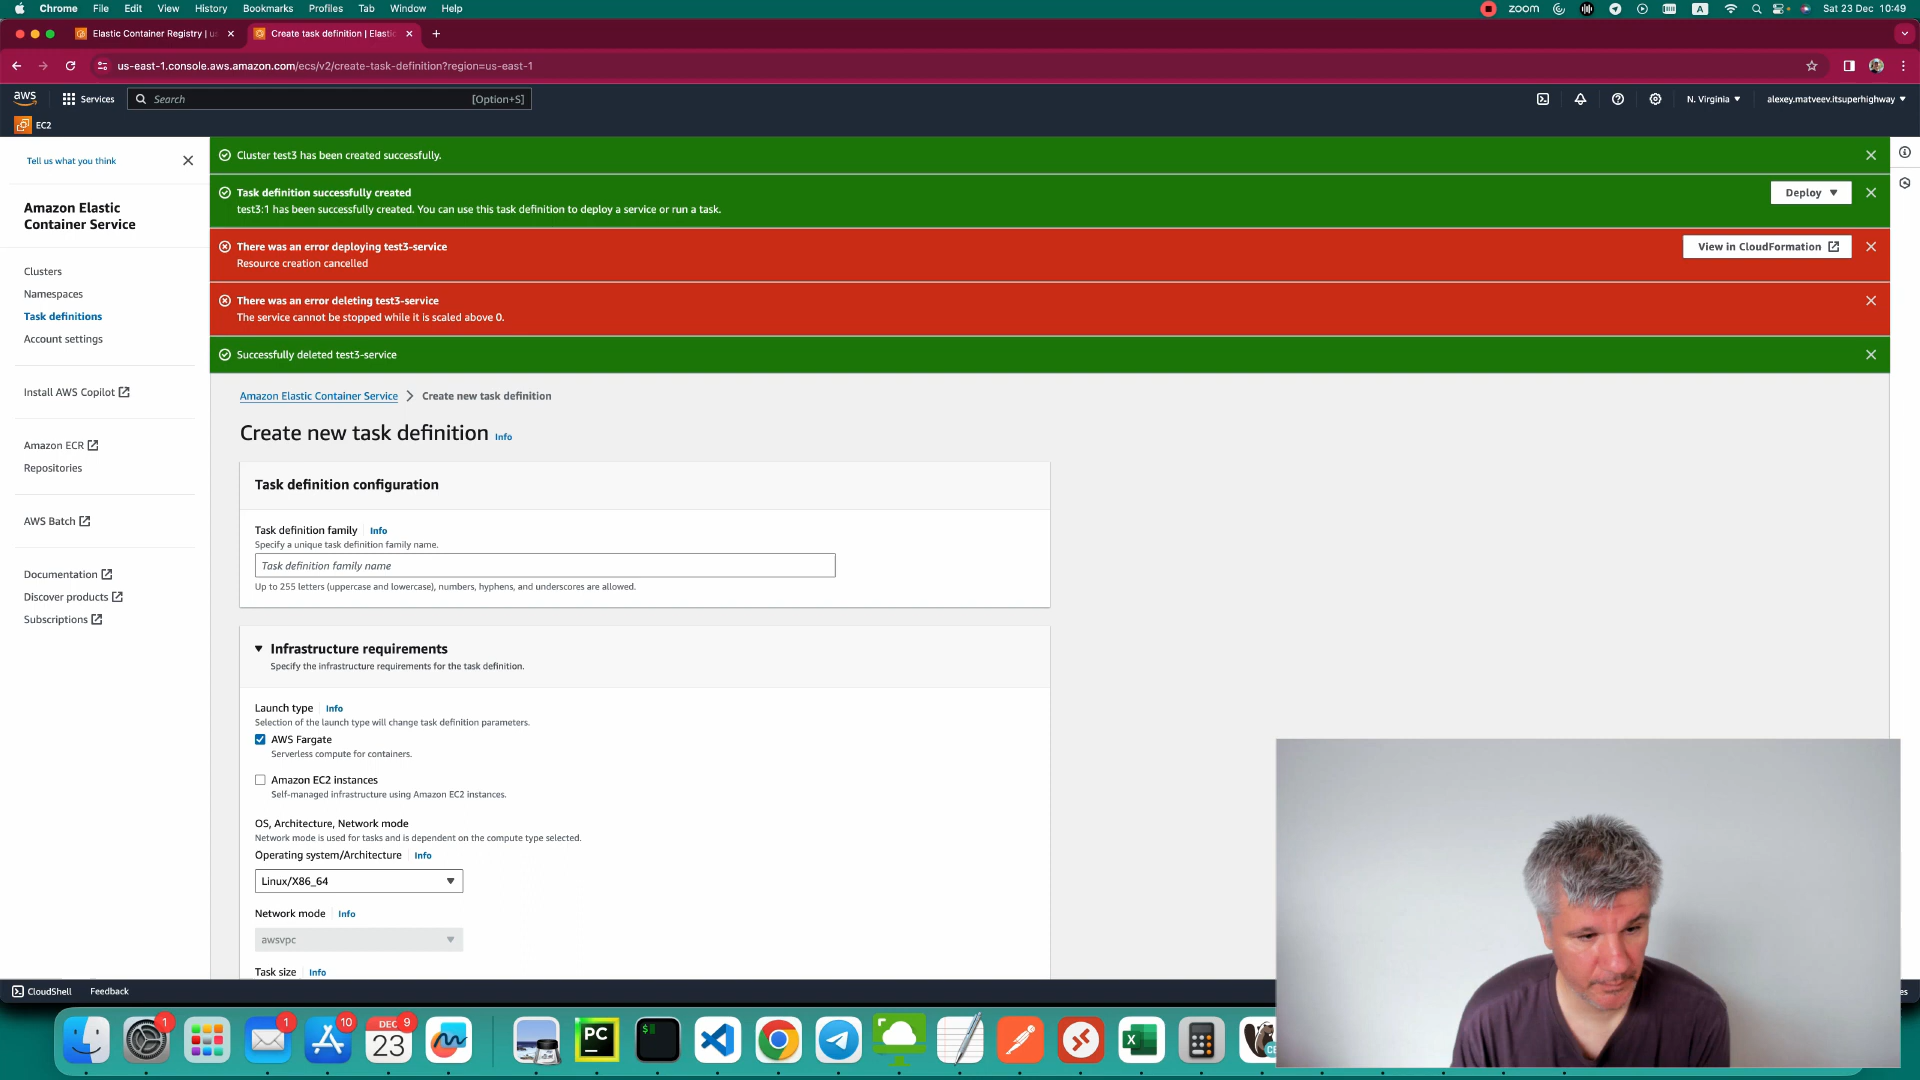 Chrome File Edit View History Bookmarks Profiles Tab Window Help
zoom A Sat 23 Dec 10:49
Elastic Container Registry | us
Create task definition | Elastic
us-east-1.console.aws.amazon.com/ecs/v2/create-task-definition?region=us-east-1
aws Services Search [Option+S] N. Virginia alexey.matveev.itsuperhighway
EC2
Tell us what you think
Amazon Elastic
Container Service
Clusters
Namespaces
Task definitions
Account settings
Install AWS Copilot
Amazon ECR
Repositories
AWS Batch
Documentation
Discover products
Subscriptions
Cluster test3 has been created successfully.
Task definition successfully created
test3:1 has been successfully created. You can use this task definition to deploy a service or run a task.
Deploy
There was an error deploying test3-service
Resource creation cancelled
View in CloudFormation
There was an error deleting test3-service
The service cannot be stopped while it is scaled above 0.
Successfully deleted test3-service
Amazon Elastic Container Service > Create new task definition
Create new task definition Info
Task definition configuration
Task definition family Info
Specify a unique task definition family name.
Task definition family name
Up to 255 letters (uppercase and lowercase), numbers, hyphens, and underscores are allowed.
Infrastructure requirements
Specify the infrastructure requirements for the task definition.
Launch type Info
Selection of the launch type will change task definition parameters.
AWS Fargate
Serverless compute for containers.
Amazon EC2 instances
Self-managed infrastructure using Amazon EC2 instances.
OS, Architecture, Network mode
Network mode is used for tasks and is dependent on the compute type selected.
Operating system/Architecture Info
Linux/X86_64
Network mode Info
awsvpc
Task size Info
CloudShell Feedback
1 1 10 DEC 9
23
PC
$
X